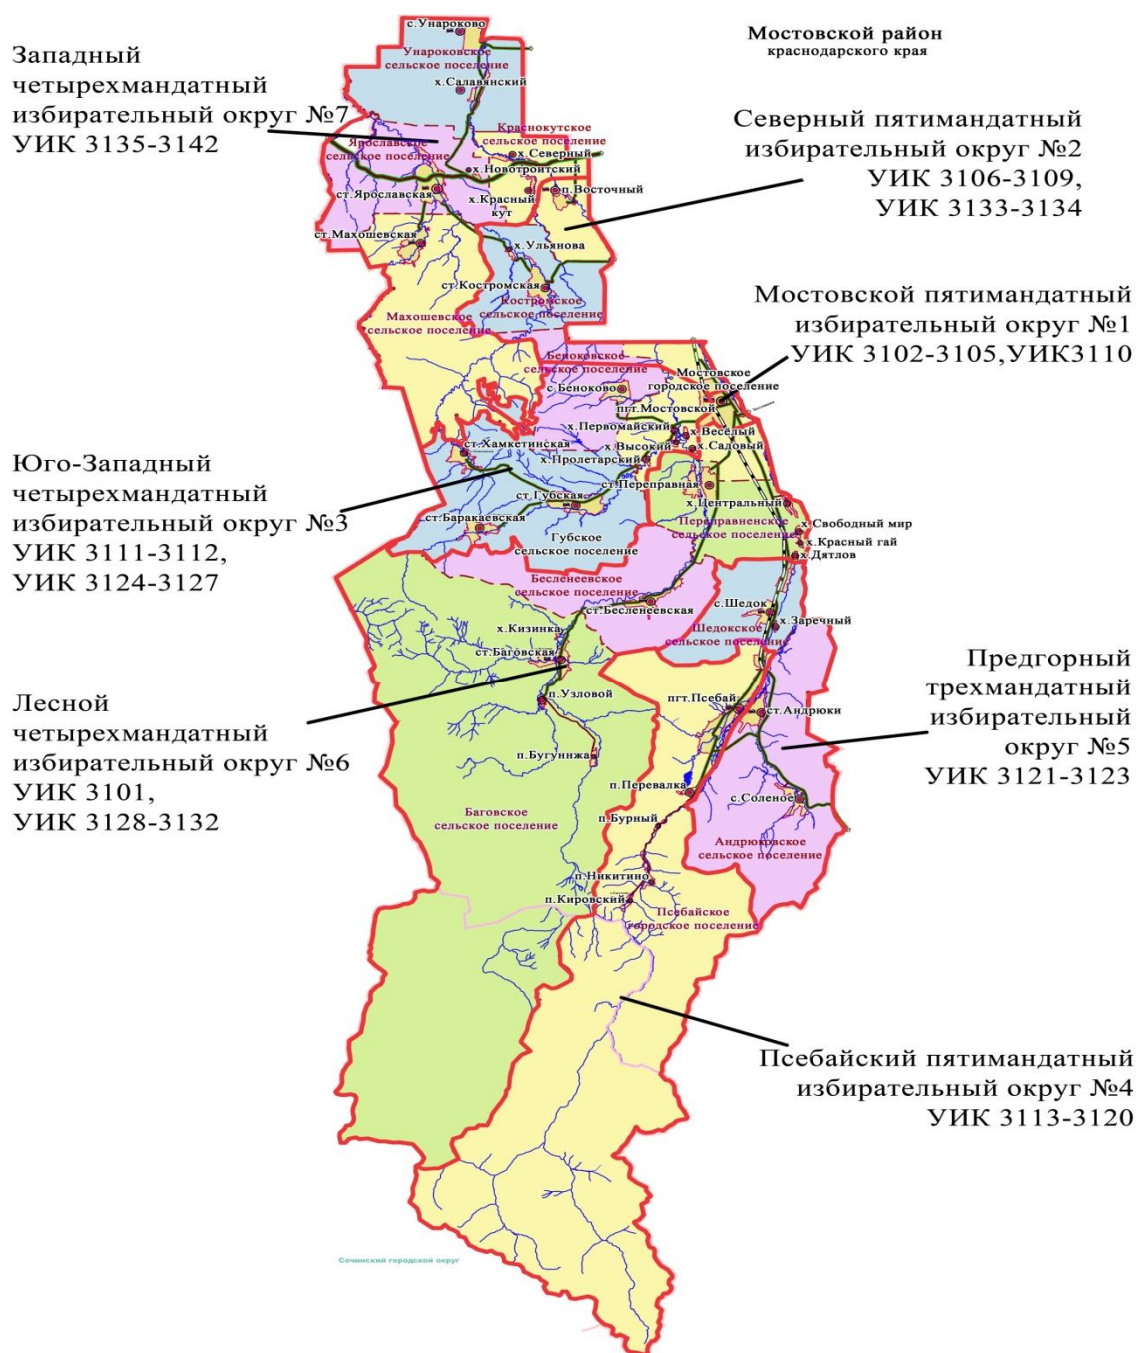 Мостовской район
краснодарского края
Западный
четырехмандатный
избирательный округ №7
УИК 3135-3142
Северный пятимандатный
избирательный округ №2
УИК 3106-3109,
УИК 3133-3134
Мостовской пятимандатный
избирательный округ №1
УИК 3102-3105,УИК3110
Юго-Западный
четырехмандатный
избирательный округ №3
УИК 3111-3112,
УИК 3124-3127
Лесной
четырехмандатный
избирательный округ №6
УИК 3101,
УИК 3128-3132
Предгорный
трехмандатный
избирательный
округ №5
УИК 3121-3123
Псебайский пятимандатный
избирательный округ №4
УИК 3113-3120
с.Унароково
Унароковское
сельское поселение
х.Салавянский
Краснокутское
сельское поселение
Ярославское
сельское поселение
х.Северный
х.Новотроитский
ст.Ярославская
х.Красный
кут
п.Восточный
ст.Махошевская
х.Ульянова
ст.Костромская
Костромское
сельское поселение
Махошевское
сельское поселение
Беноковское
сельское поселение
Мостовское
городское поселение
с.Беноково
пгт.Мостовской
х.Первомайский
х.
Весёлый
х.Высокий
х.Садовый
ст.Хамкетинская
х.Пролетарский
ст.Переправная
ст.Губская
х.Центральный
ст.Баракаевская
Переправненское
сельское поселение
х.Свободный мир
Губское
сельское поселение
х.Красный гай
х.Дятлов
Бесленеевское
сельское поселение
ст.Бесленеевская
с.Шедок
х.Заречный
Шедокское
сельское поселение
х.Кизинка
ст.Баговская
п.Узловой
пгт.Псебай
ст.Андрюки
п.Бугунжа
п.Перевалка
с.Соленое
Баговское
сельское поселение
п.Бурный
Андрюковское
сельское поселение
п.Никитино
п.Кировский
Псебайское
городское поселение
Сочинский городской округ